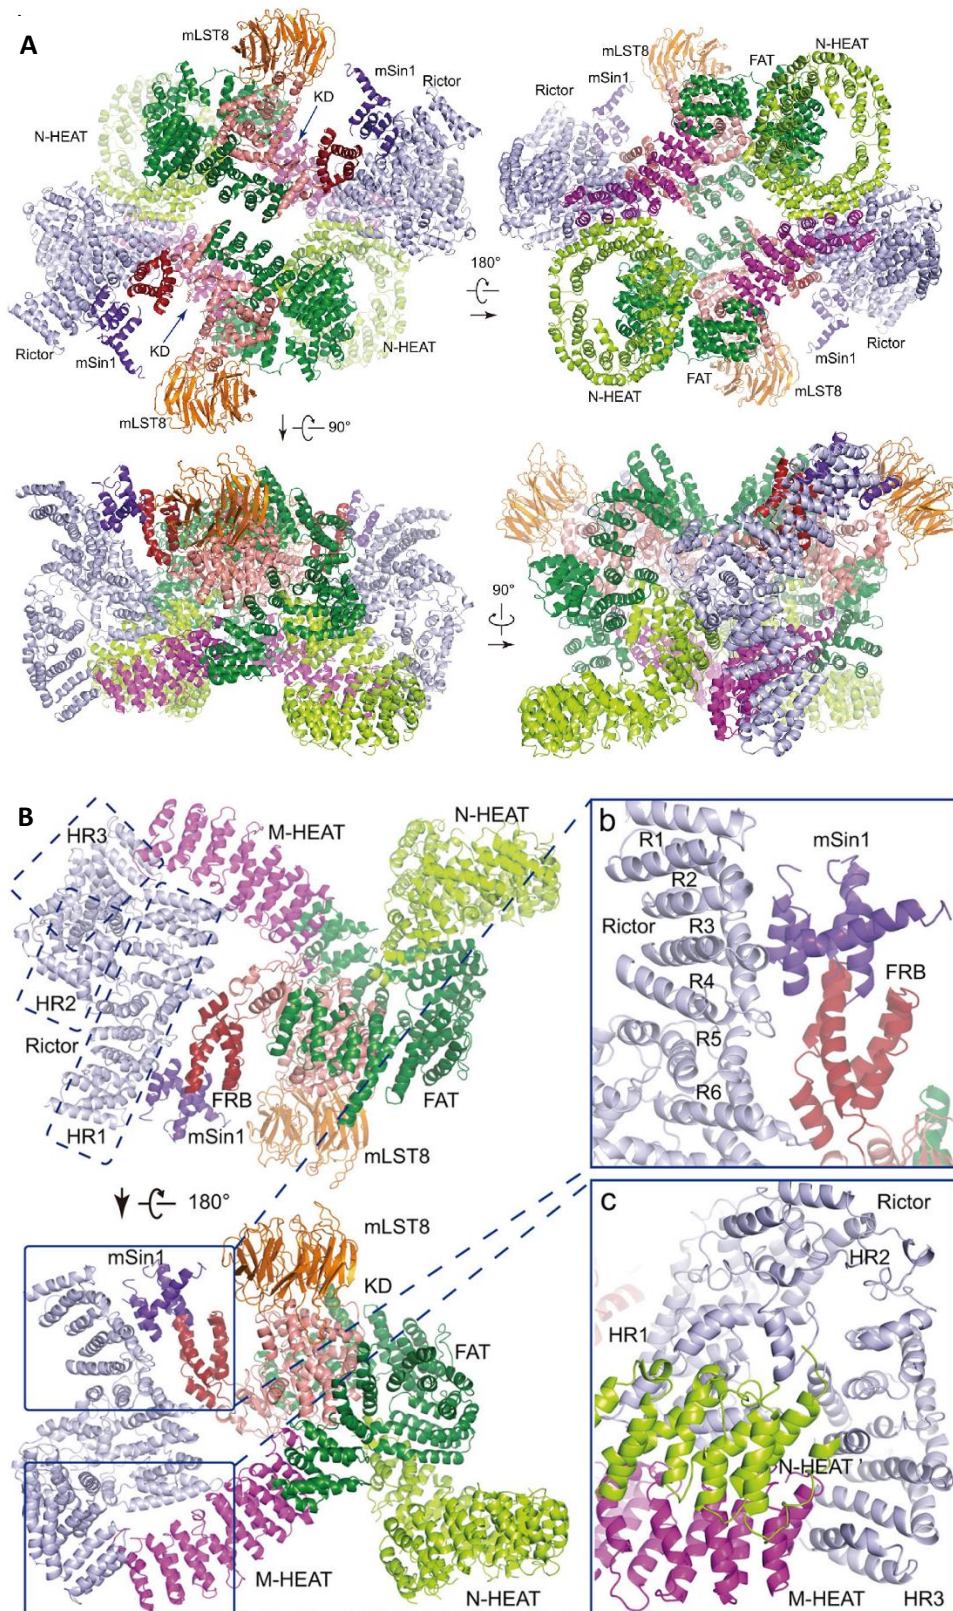 A
mLST8
KD
mSin1
Rictor
N-HEAT
Rictor
mSin1
KD
mLST8
N-HEAT
180°
mLST8
FAT
N-HEAT
mSin1
Rictor
N-HEAT
FAT
mLST8
mSin1
Rictor
90°
90°
B
HR3
M-HEAT
N-HEAT
HR2
Rictor
HR1
FRB
mSin1
mLST8
FAT
180°
mSin1
mLST8
KD
FAT
M-HEAT
N-HEAT
b
R1
mSin1
R2
Rictor
R3
FRB
R4
R5
R6
c
Rictor
HR2
HR1
N-HEAT '
M-HEAT
HR3